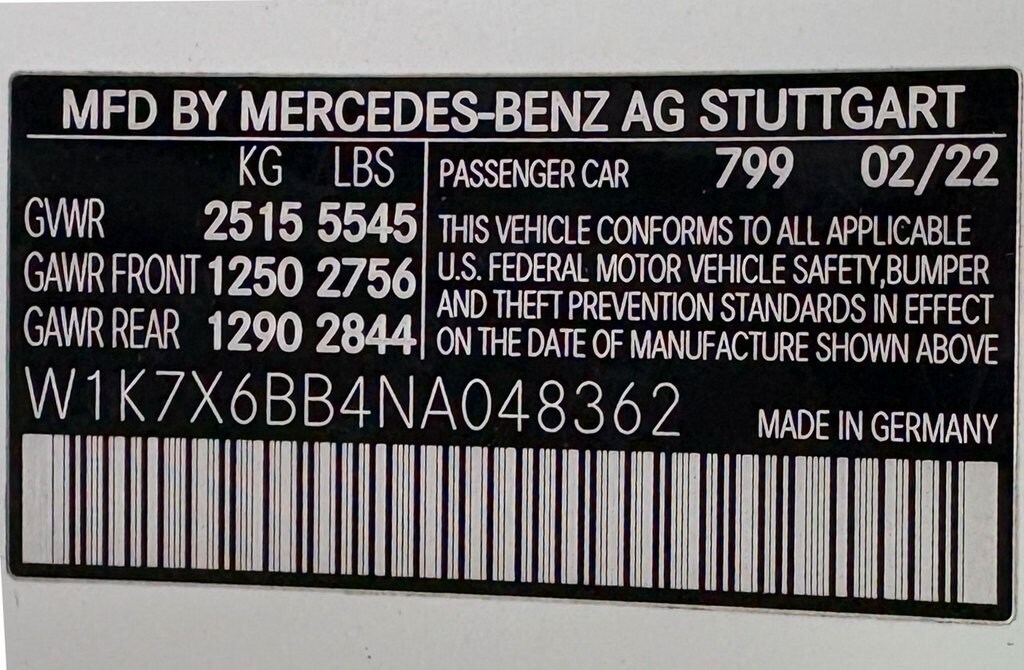 MFD BY MERCEDES-BENZ AG STUTTGART
KG LBS
GVWR 2515 5545
GAWR FRONT 1250 2756
GAWR REAR 1290 2844
PASSENGER CAR 799 02/22
THIS VEHICLE CONFORMS TO ALL APPLICABLE
U.S. FEDERAL MOTOR VEHICLE SAFETY,BUMPER
AND THEFT PREVENTION STANDARDS IN EFFECT
ON THE DATE OF MANUFACTURE SHOWN ABOVE
W1K7X6BB4NA048362
MADE IN GERMANY